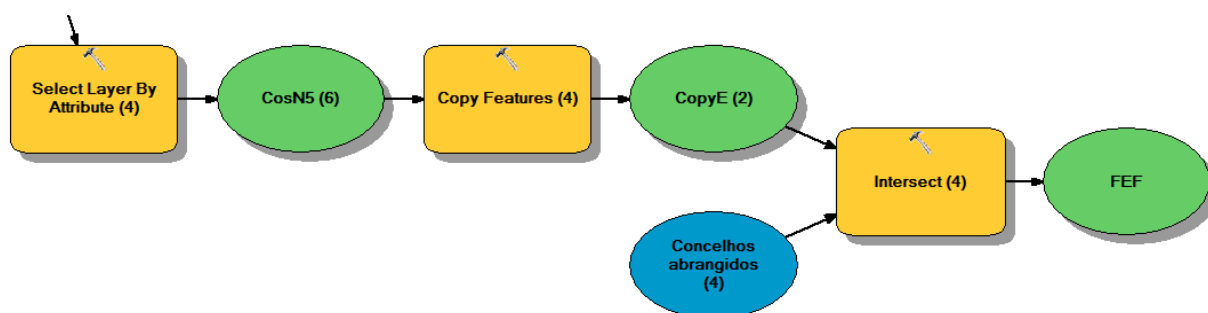 Select Layer By
Attribute (4)
CosN5 (6)
Copy Features (4)
CopyE (2)
Intersect (4)
FEF
Concelhos
abrangidos
(4)